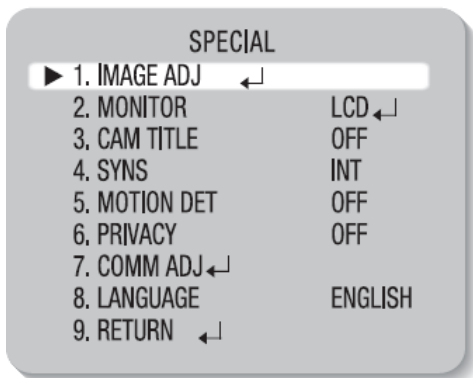 SPECIAL
▶ 1. IMAGE ADJ ↵
2. MONITOR LCD ↵
3. CAM TITLE OFF
4. SYNS INT
5. MOTION DET OFF
6. PRIVACY OFF
7. COMM ADJ ↵
8. LANGUAGE ENGLISH
9. RETURN ↵